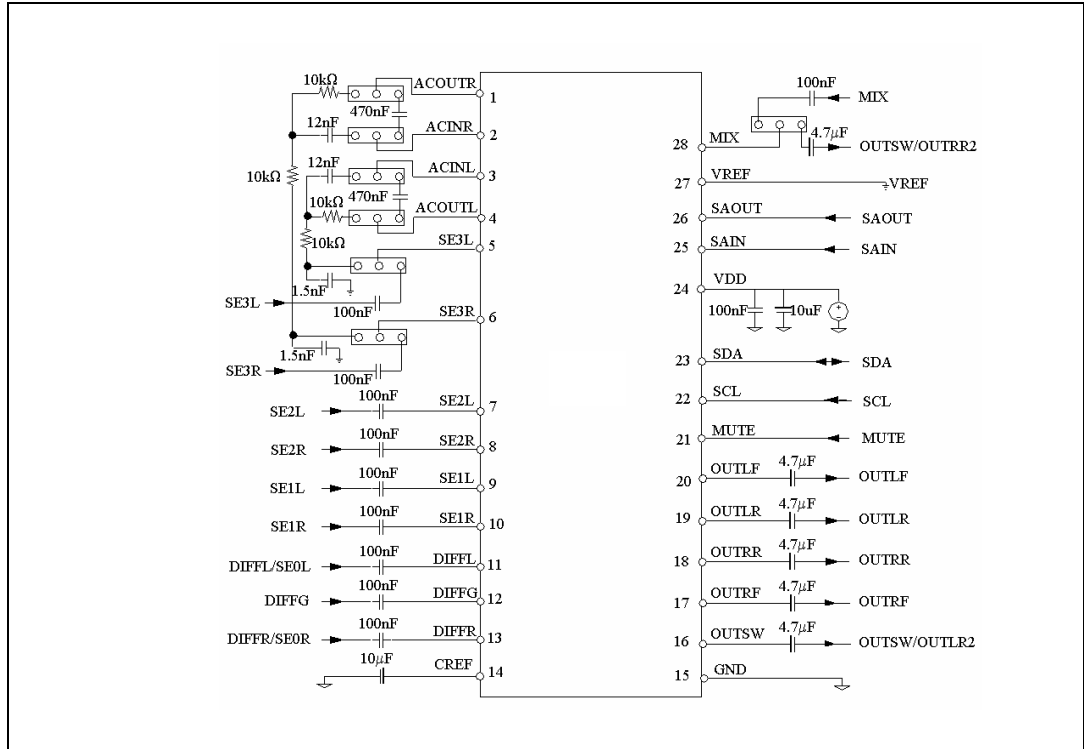 10kΩ
ACOUTR
1
470nF
12nF
ACINR
2
10kΩ
12nF
ACINL
3
470nF
10kΩ
ACOUTL
4
10kΩ
SE3L
5
1.5nF
SE3L
100nF
SE3R
6
1.5nF
SE3R
100nF
SE2L
100nF
SE2L
7
SE2R
100nF
SE2R
8
SE1L
100nF
SE1L
9
SE1R
100nF
SE1R
10
DIFFL/SE0L
100nF
DIFFL
11
DIFFG
100nF
DIFFG
12
DIFFR/SE0R
100nF
DIFFR
13
10μF
CREF
14
100nF
MIX
28
MIX
4.7μF
OUTSW/OUTRR2
27
VREF
VREF
26
SAOUT
SAOUT
25
SAIN
SAIN
24
VDD
100nF
10uF
23
SDA
SDA
22
SCL
SCL
21
MUTE
MUTE
20
OUTLF
4.7μF
OUTLF
19
OUTLR
4.7μF
OUTLR
18
OUTRR
4.7μF
OUTRR
17
OUTRF
4.7μF
OUTRF
16
OUTSW
4.7μF
OUTSW/OUTLR2
15
GND